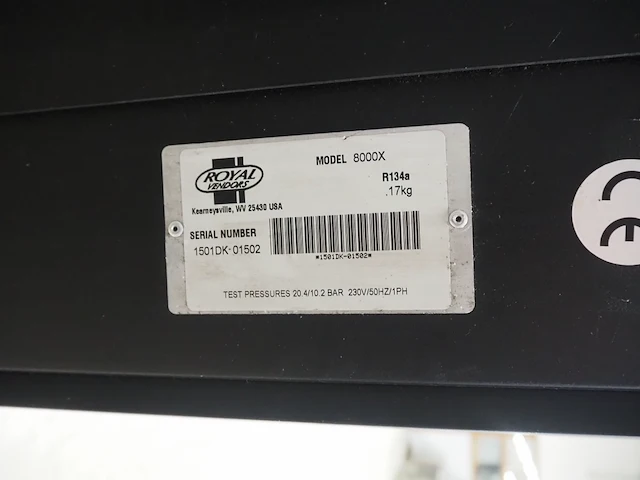 ROYAL
VENDORS
Kearneysville, WV 25430 USA
MODEL 8000X
R134a
.17kg
SERIAL NUMBER
1501DK-01502
*1501DK-01502*
TEST PRESSURES 20.4/10.2 BAR 230V/50HZ/1PH
CE